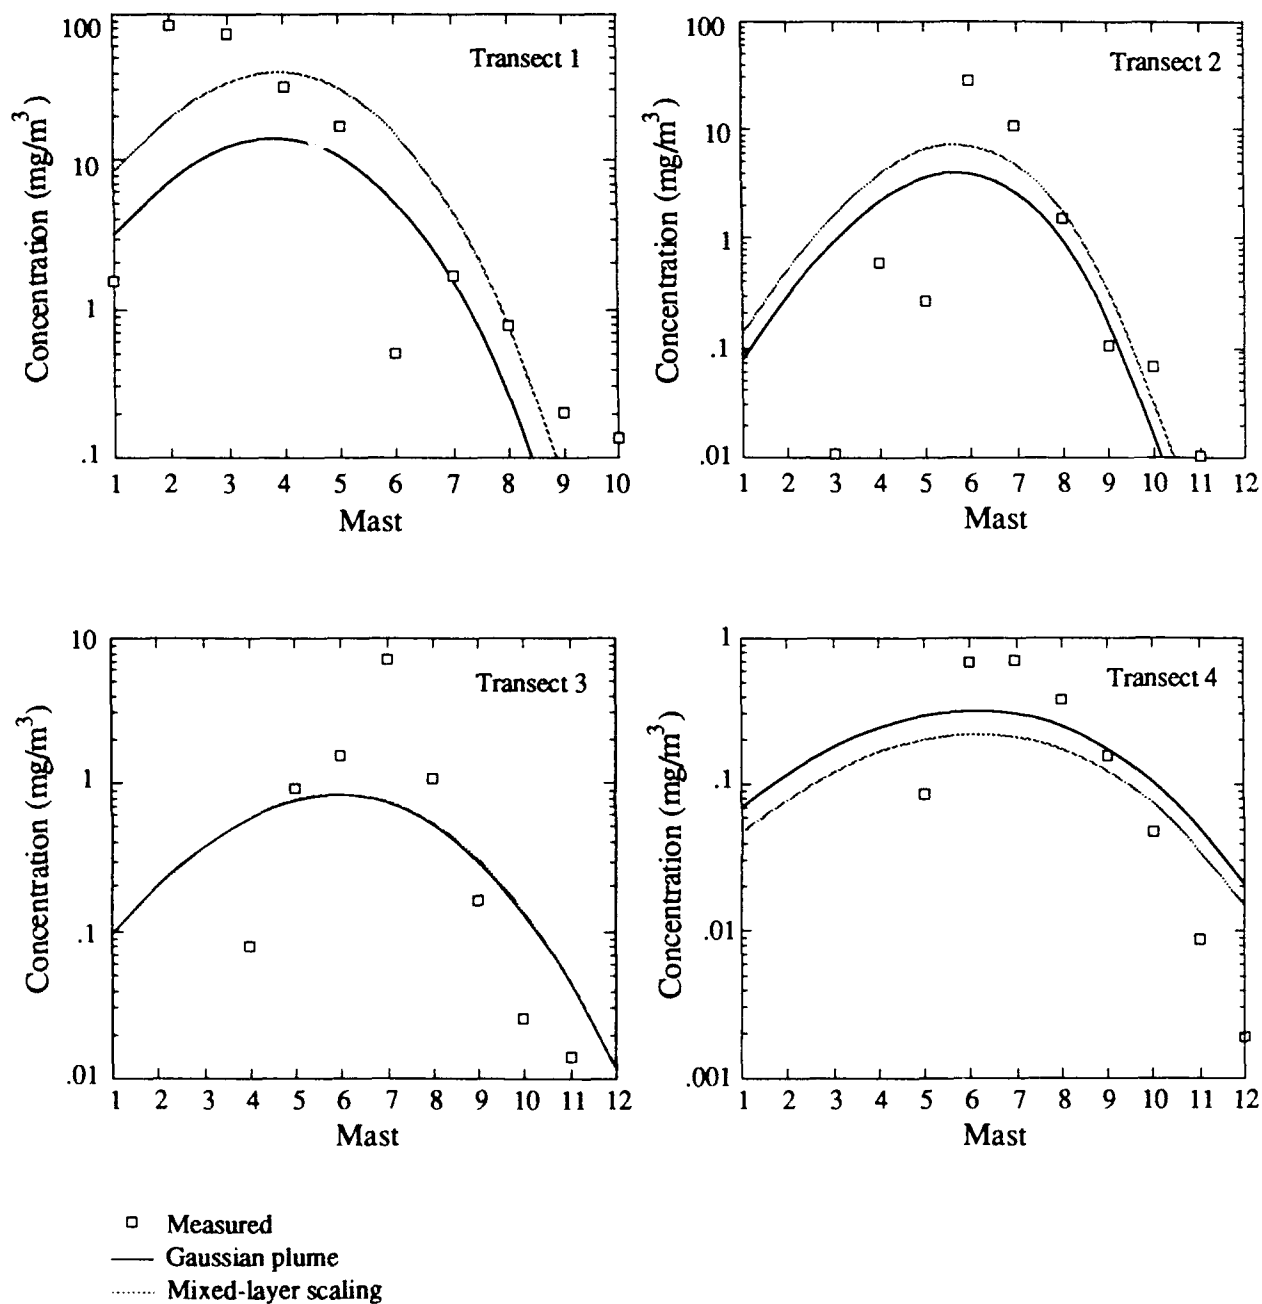 Transect 1
Concentration (mg/m³)
100
10
1
.1
1 2 3 4 5 6 7 8 9 10
Mast
Transect 2
Concentration (mg/m³)
100
10
1
.1
.01
1 2 3 4 5 6 7 8 9 10 11 12
Mast
Transect 3
Concentration (mg/m³)
10
1
.1
.01
1 2 3 4 5 6 7 8 9 10 11 12
Mast
Transect 4
Concentration (mg/m³)
1
.1
.01
.001
1 2 3 4 5 6 7 8 9 10 11 12
Mast
Measured
Gaussian plume
Mixed-layer scaling